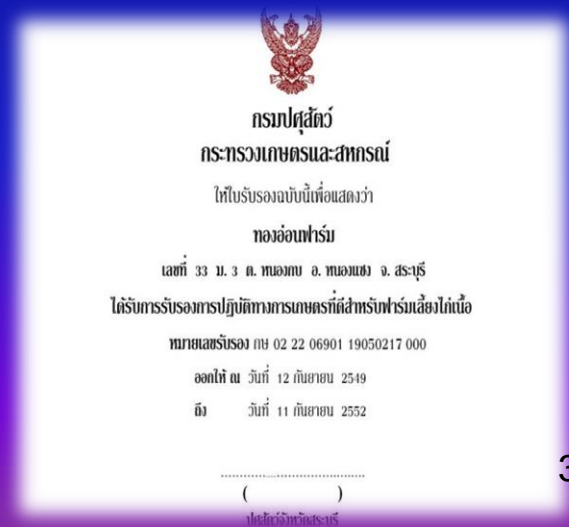 กรมปศุสัตว์
กระทรวงเกษตรและสหกรณ์
ให้ใบรับรองฉบับนี้เพื่อแสดงว่า
ทองอ่อนฟาร์ม
เลขที่ 33 ม. 3 ต. หนองกบ อ. หนองแซง จ. สระบุรี
ได้รับการรับรองการปฏิบัติทางการเกษตรที่ดีสำหรับฟาร์มเลี้ยงไก่เนื้อ
หมายเลขรับรอง กษ 02 22 06901 19050217 000
ออกให้ ณ วันที่ 12 กันยายน 2549
ถึง วันที่ 11 กันยายน 2552
3
( )
ปศุสัตว์จังหวัดสระบุรี